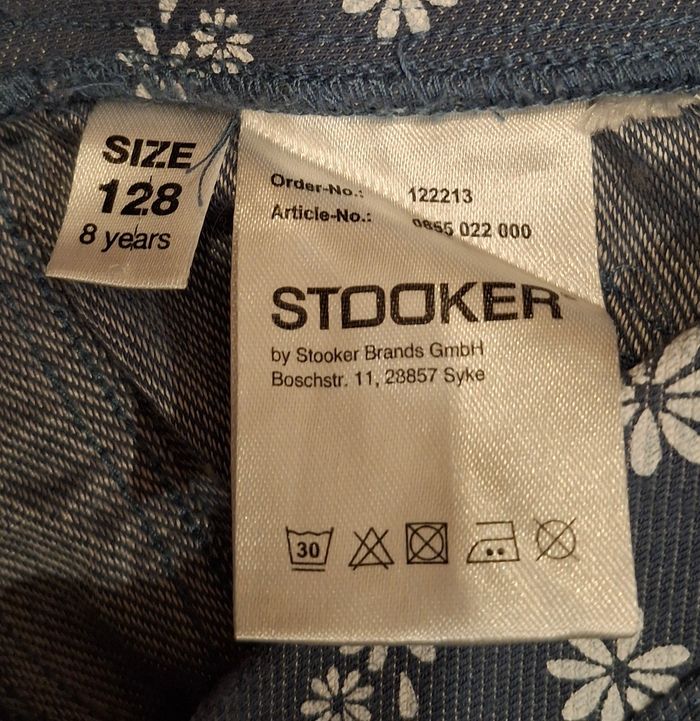 SIZE
128
8 years
Order-No.: 122213
Article-No.: 0855 022 000
STOOKER
by Stooker Brands GmbH
Boschstr. 11, 28857 Syke
30